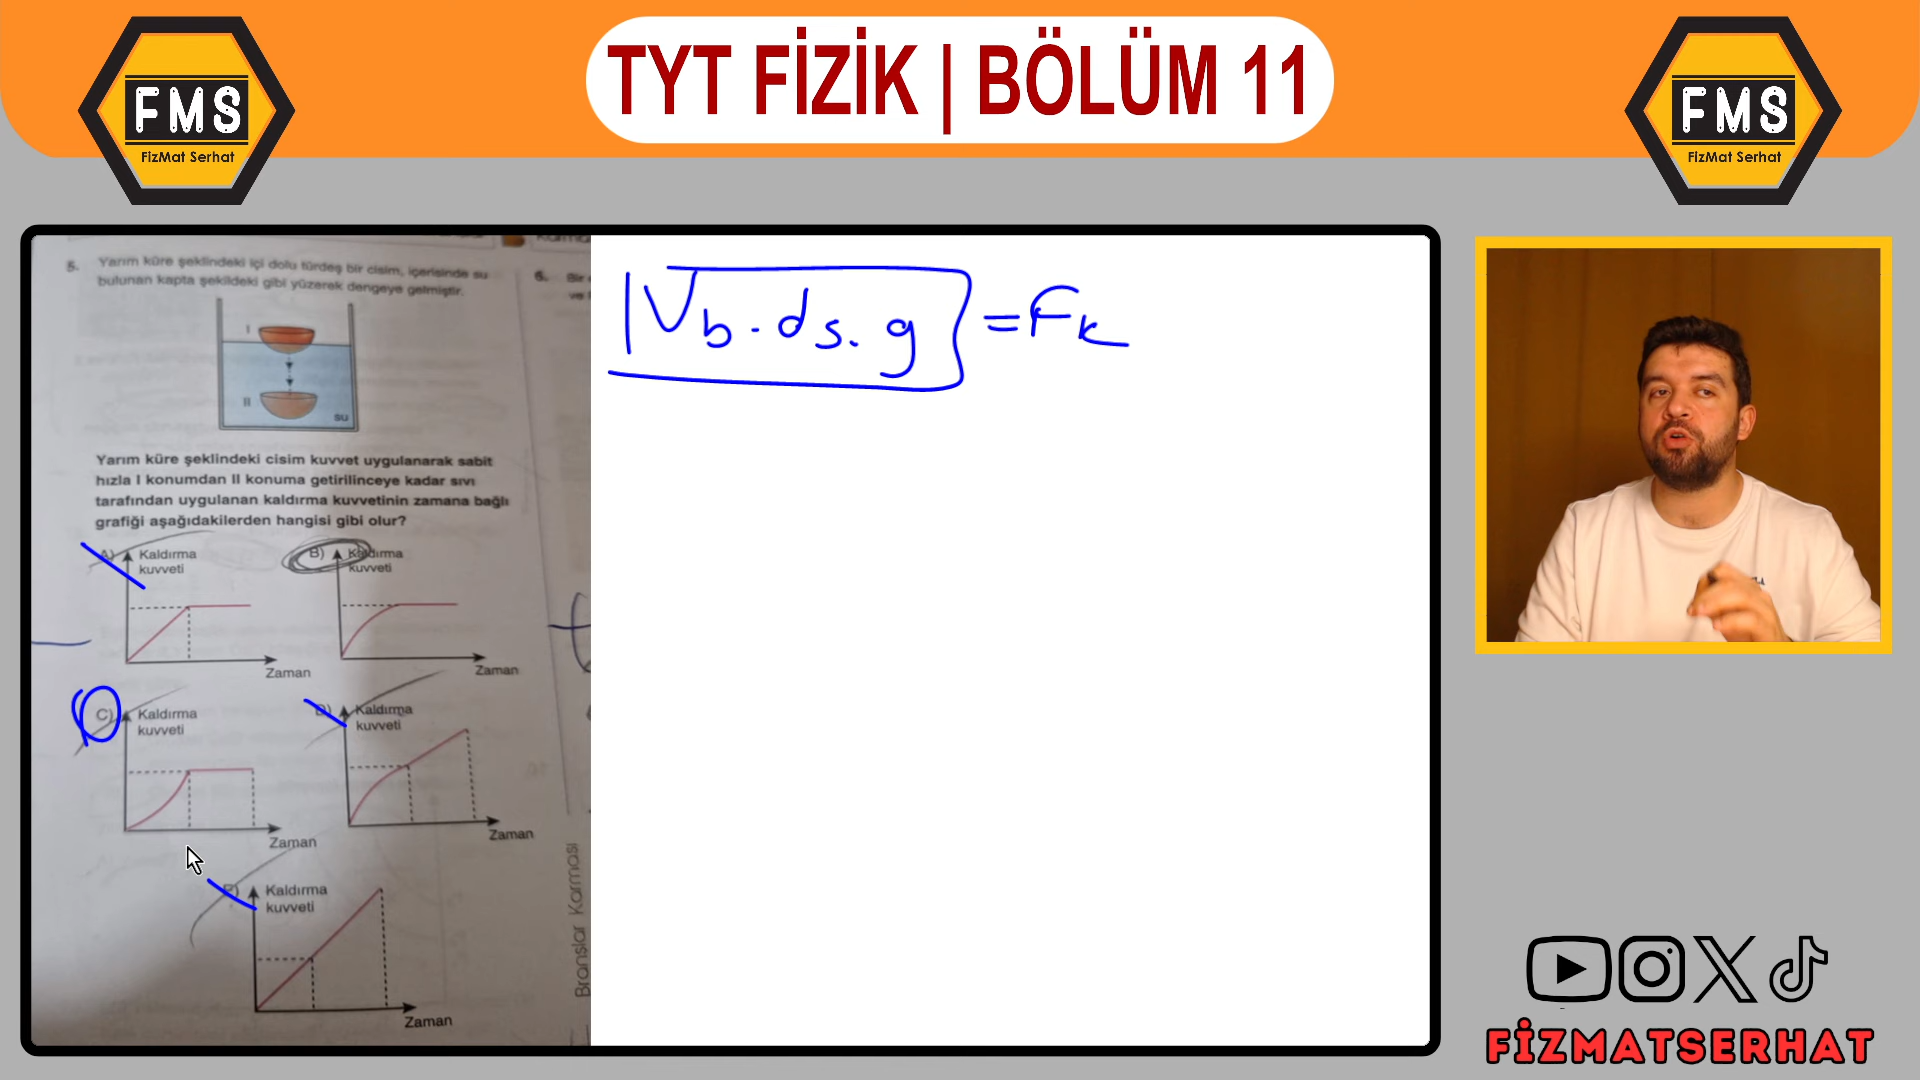 TYT FİZİK | BÖLÜM 11
FMS
FizMat Serhat
FMS
FizMat Serhat
5. Yarım küre şeklindeki içi dolu türdeş bir cisim, içerisinde su
bulunan kapta şekildeki gibi yüzerek dengeye gelmiştir.
I
II
su
Yarım küre şeklindeki cisim kuvvet uygulanarak sabit
hızla I konumdan II konuma getirilinceye kadar sıvı
tarafından uygulanan kaldırma kuvvetinin zamana bağlı
grafiği aşağıdakilerden hangisi gibi olur?
A) Kaldırma
kuvveti
Zaman
B) Kaldırma
kuvveti
Zaman
C) Kaldırma
kuvveti
Zaman
D) Kaldırma
kuvveti
Zaman
E) Kaldırma
kuvveti
Zaman
6. Bir
ve
Branşlar Karması
Vb.ds.g = Fk
FİZMATSERHAT